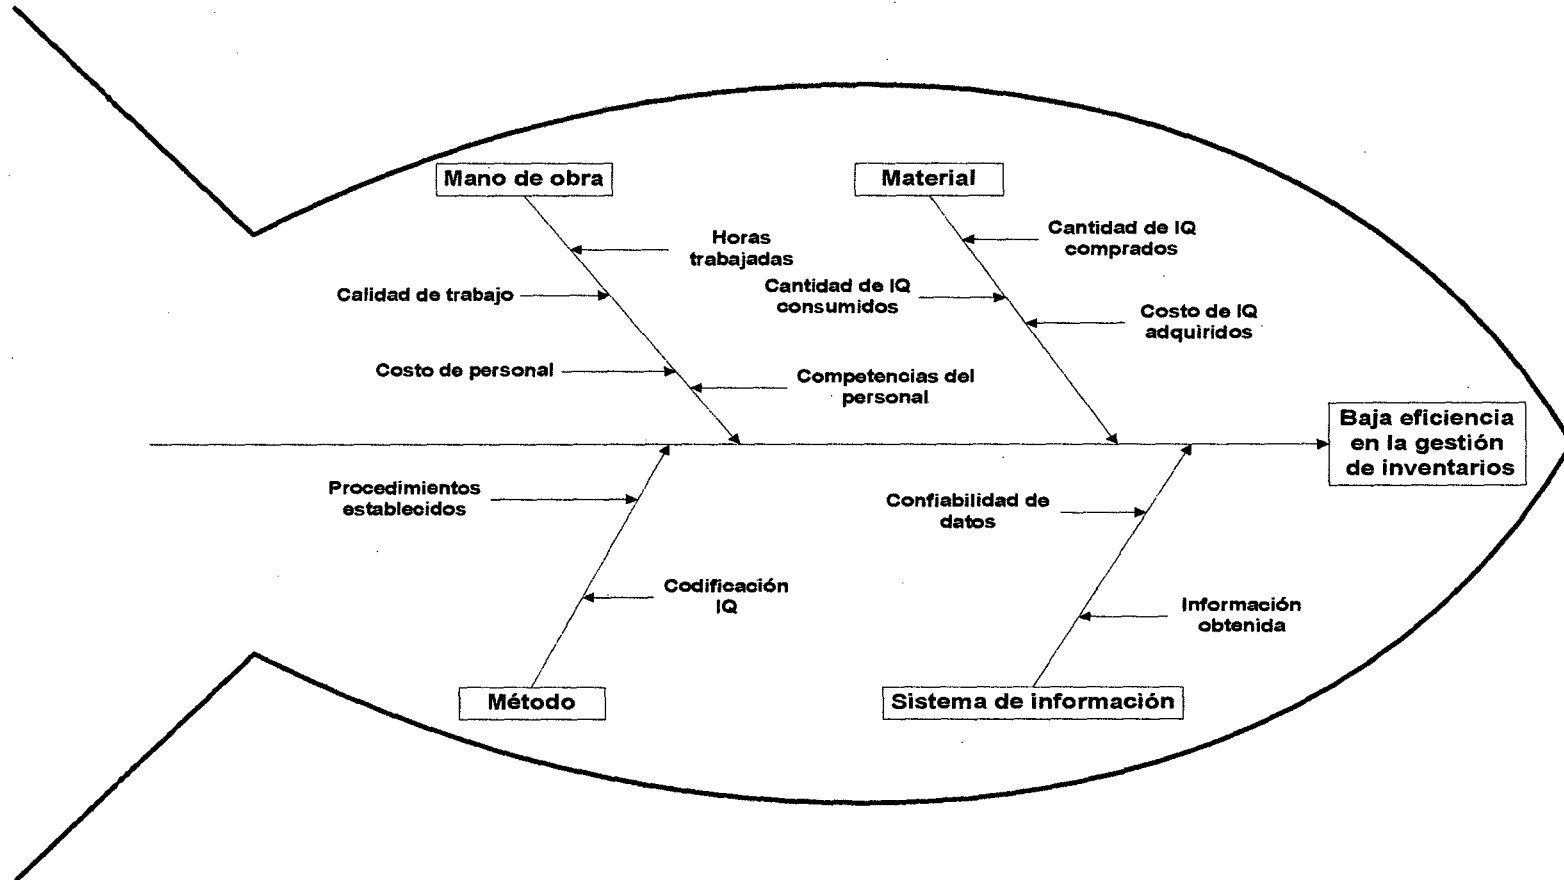 Mano de obra
Material
Horas
trabajadas
Cantidad de IQ
comprados
Calidad de trabajo
Cantidad de IQ
consumidos
Costo de IQ
adquiridos
Costo de personal
Competencias del
personal
Baja eficiencia
en la gestión
de inventarios
Procedimientos
establecidos
Confiabilidad de
datos
Codificación
IQ
Información
obtenida
Método
Sistema de información